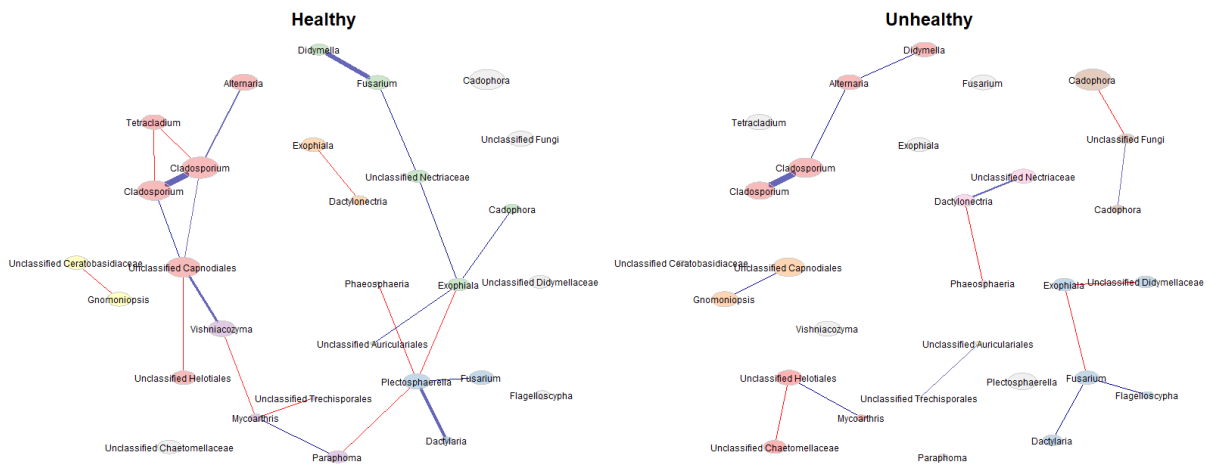 Healthy
Didymella
Alternaria
Fusarium
Cadophora
Tetracladium
Exophiala
Unclassified Fungi
Cladosporium
Unclassified Nectriaceae
Cladosporium
Dactylonectria
Cadophora
Unclassified Ceratobasidiaceae
Unclassified Capnodiales
Phaeosphaeria
Exophiala
Unclassified Didymellaceae
Gnomoniopsis
Vishniacozyma
Unclassified Auriculariales
Unclassified Helotiales
Plectosphaerella
Fusarium
Unclassified Trechisporales
Flagelloscypha
Mycoarthris
Unclassified Chaetomellaceae
Dactylaria
Paraphoma
Unhealthy
Didymella
Alternaria
Fusarium
Cadophora
Tetracladium
Exophiala
Unclassified Fungi
Cladosporium
Unclassified Nectriaceae
Cladosporium
Dactylonectria
Cadophora
Unclassified Ceratobasidiaceae
Unclassified Capnodiales
Phaeosphaeria
Exophiala
Unclassified Didymellaceae
Gnomoniopsis
Vishniacozyma
Unclassified Auriculariales
Unclassified Helotiales
Plectosphaerella
Fusarium
Unclassified Trechisporales
Flagelloscypha
Mycoarthris
Unclassified Chaetomellaceae
Dactylaria
Paraphoma